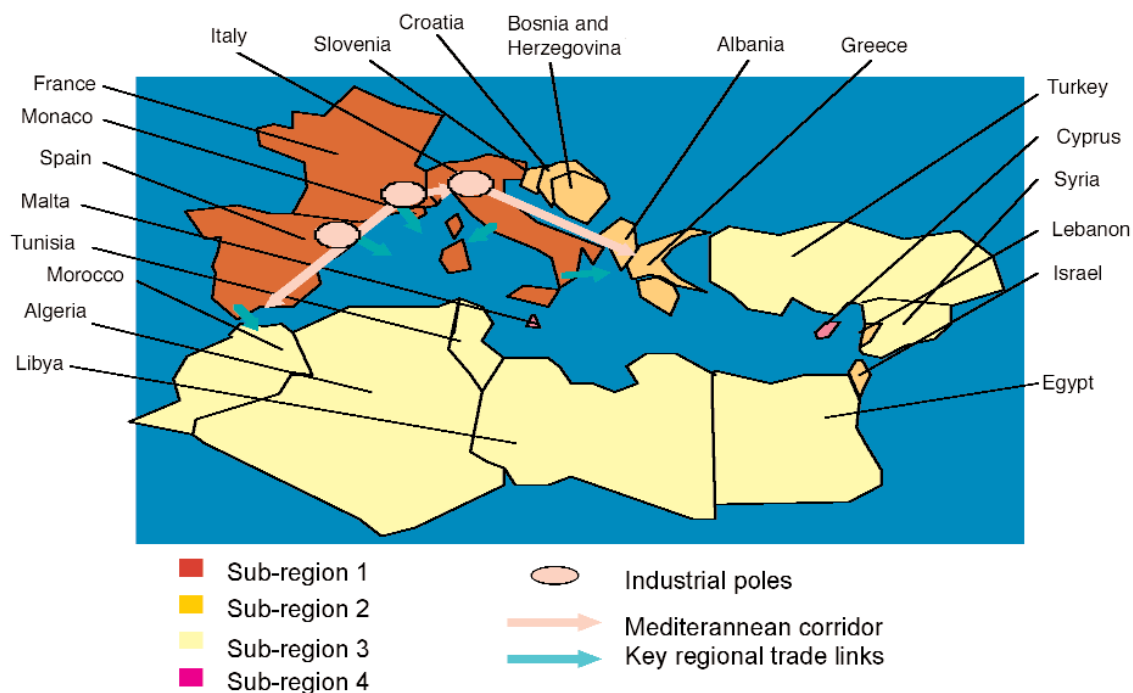 Croatia
Bosnia and
Herzegovina
Italy
Slovenia
Albania
Greece
France
Turkey
Monaco
Cyprus
Spain
Syria
Malta
Lebanon
Tunisia
Israel
Morocco
Algeria
Libya
Egypt
Sub-region 1
Sub-region 2
Sub-region 3
Sub-region 4
Industrial poles
Mediterannean corridor
Key regional trade links